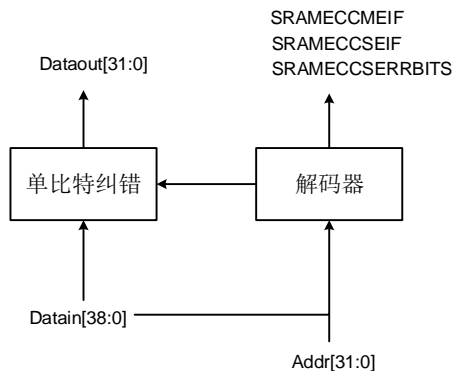 SRAMECCMEIF
SRAMECCSEIF
SRAMECCSERRBITS
Dataout[31:0]
单比特纠错
解码器
Datain[38:0]
Addr[31:0]